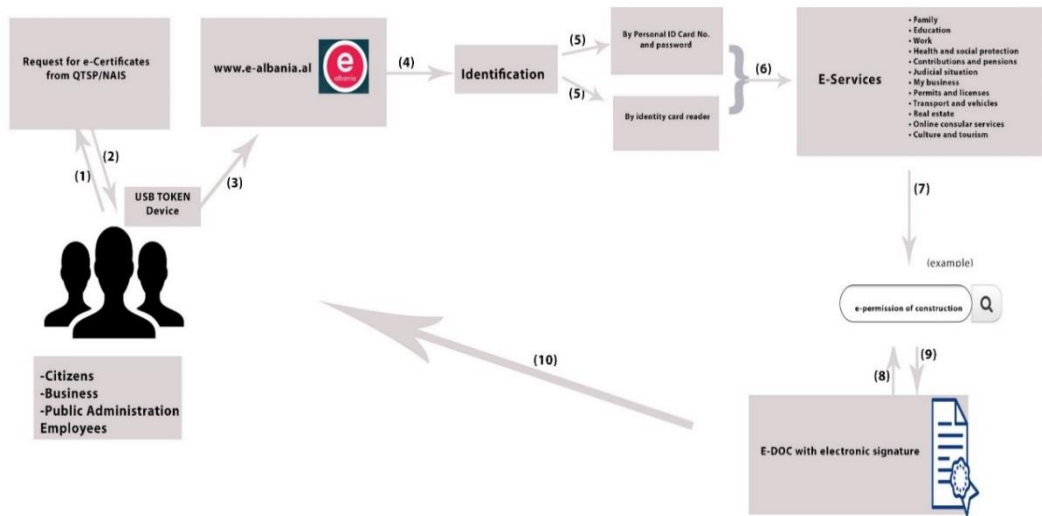 Request for e-Certificates
from QTSP/NAIS
(1)
(2)
USB TOKEN
Device
(3)
-Citizens
-Business
-Public Administration
Employees
www.e-albania.al
e
albania
(4)
Identification
(5)
(5)
By Personal ID Card No.
and password
By identity card reader
(6)
E-Services
• Family
• Education
• Work
• Health and social protection
• Contributions and pensions
• Judicial situation
• My business
• Permits and licenses
• Transport and vehicles
• Real estate
• Online consular services
• Culture and tourism
(7)
(example)
e-permission of construction
(8)
(9)
E-DOC with electronic signature
(10)